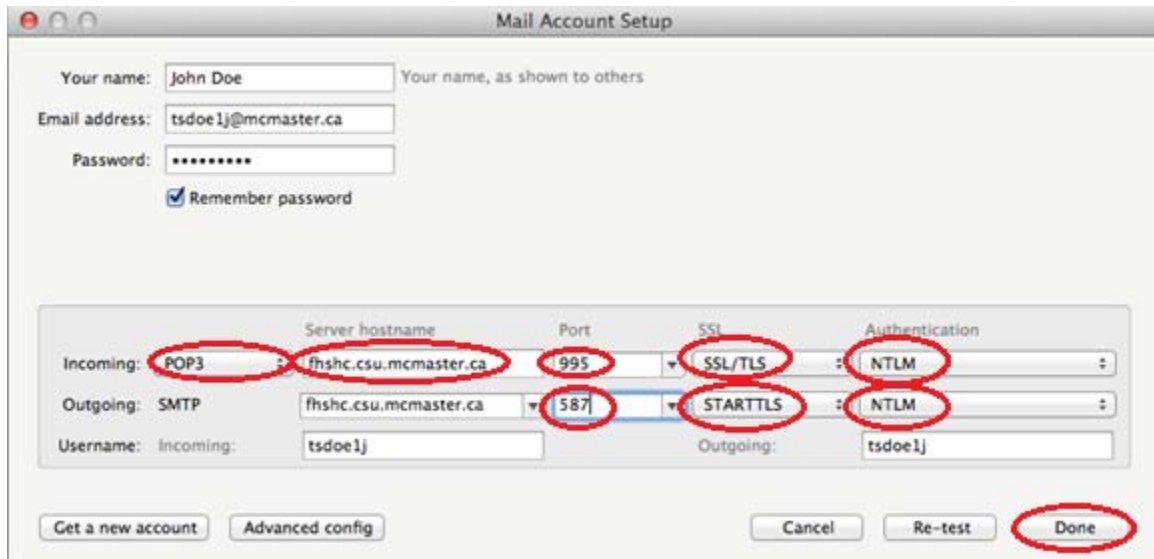 Mail Account Setup
Your name: John Doe Your name, as shown to others
Email address: tsdoe1j@mcmaster.ca
Password: •••••••••
Remember password
Server hostname Port SSL Authentication
Incoming: POP3 fhshc.csu.mcmaster.ca 995 SSL/TLS NTLM
Outgoing: SMTP fhshc.csu.mcmaster.ca 587 STARTTLS NTLM
Username: Incoming: tsdoe1j Outgoing: tsdoe1j
Get a new account Advanced config Cancel Re-test Done